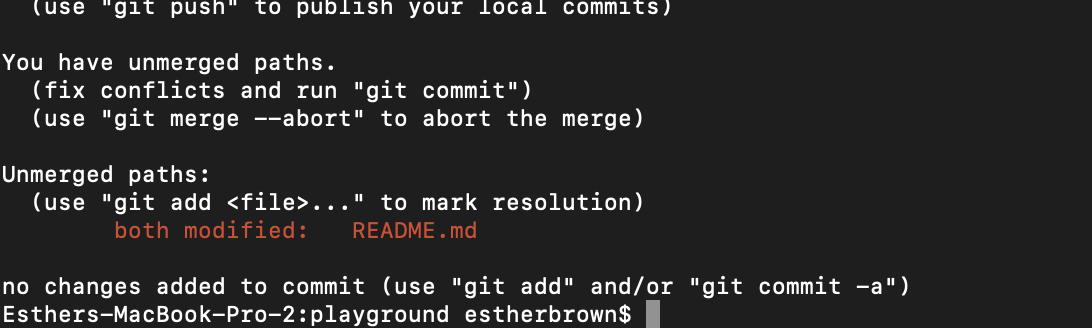 (use "git push" to publish your local commits)
You have unmerged paths.
(fix conflicts and run "git commit")
(use "git merge --abort" to abort the merge)
Unmerged paths:
(use "git add <file>..." to mark resolution)
both modified:   README.md
no changes added to commit (use "git add" and/or "git commit -a")
Esthers-MacBook-Pro-2:playground estherbrown$